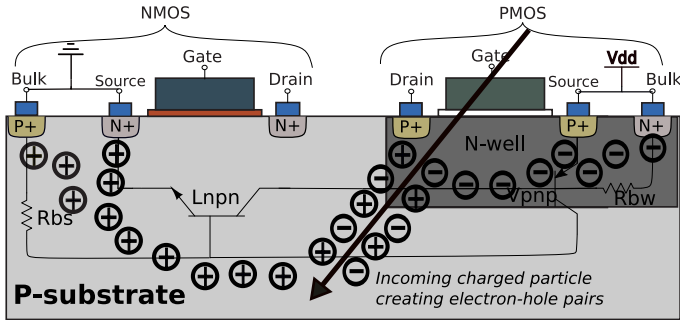 NMOS
PMOS
Bulk
Source
Gate
Drain
Drain
Gate
Source
Vdd
Bulk
P+
N+
N+
P+
P+
N+
N-well
Lnpn
Vpnp
Rbs
Rbw
P-substrate
Incoming charged particle
creating electron-hole pairs